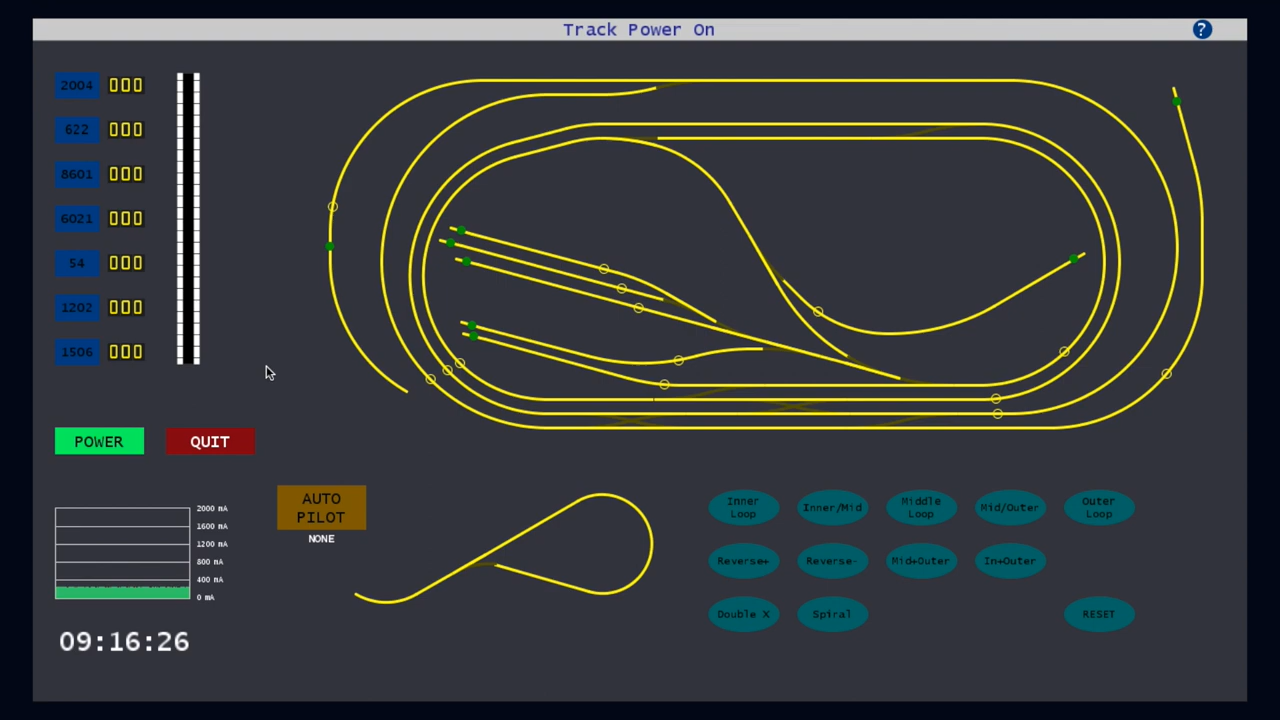 Track Power On
?
2004 000
622 000
8601 000
6021 000
54 000
1202 000
1506 000
POWER
QUIT
AUTO
PILOT
NONE
2000 mA
1600 mA
1200 mA
800 mA
400 mA
0 mA
09:16:26
Inner
Loop
Inner/Mid
Middle
Loop
Mid/Outer
Outer
Loop
Reverse+
Reverse-
Mid+Outer
In+Outer
Double X
Spiral
RESET